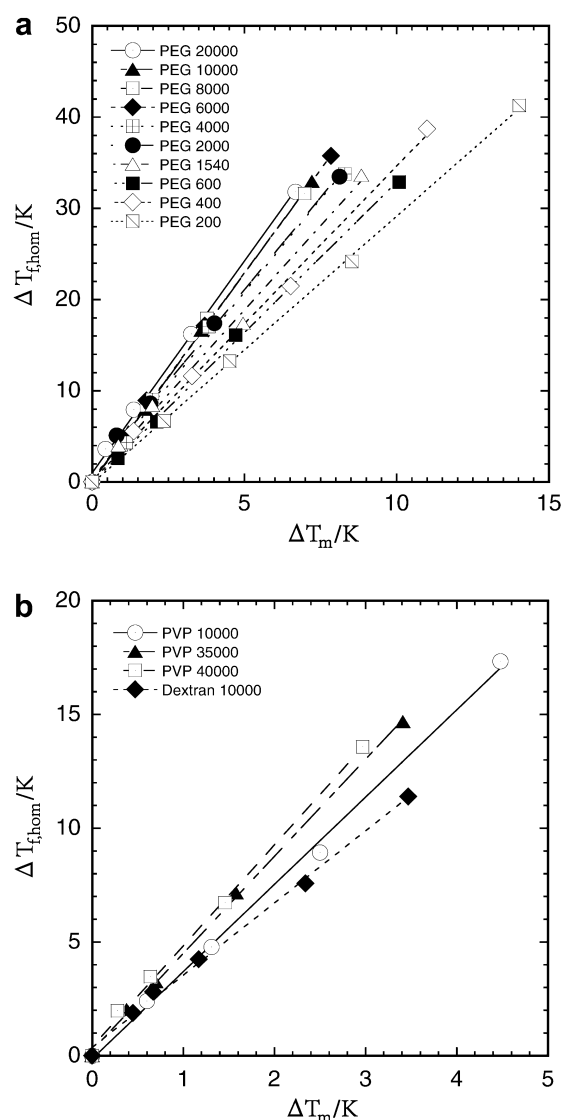 a
50
PEG 20000
PEG 10000
PEG 8000
40
PEG 6000
PEG 4000
PEG 2000
PEG 1540
30
PEG 600
PEG 400
PEG 200
ΔT_f,hom/K
20
10
0
0 5 10 15
ΔT_m/K
b
20
PVP 10000
PVP 35000
PVP 40000
Dextran 10000
15
ΔT_f,hom/K
10
5
0
0 1 2 3 4 5
ΔT_m/K